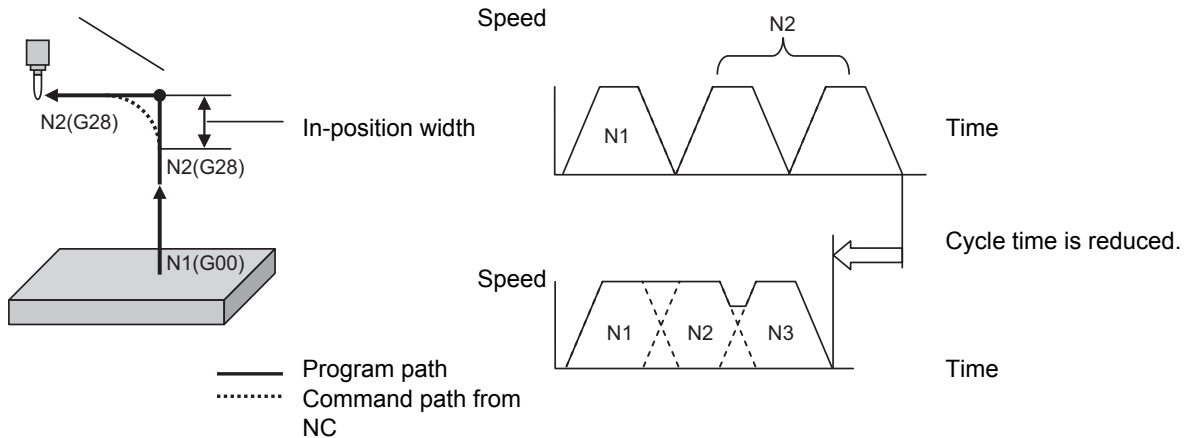 N2(G28)
In-position width
N2(G28)
N1(G00)
Program path
Command path from
NC
Speed
N2
N1
Time
Cycle time is reduced.
Speed
N1
N2
N3
Time